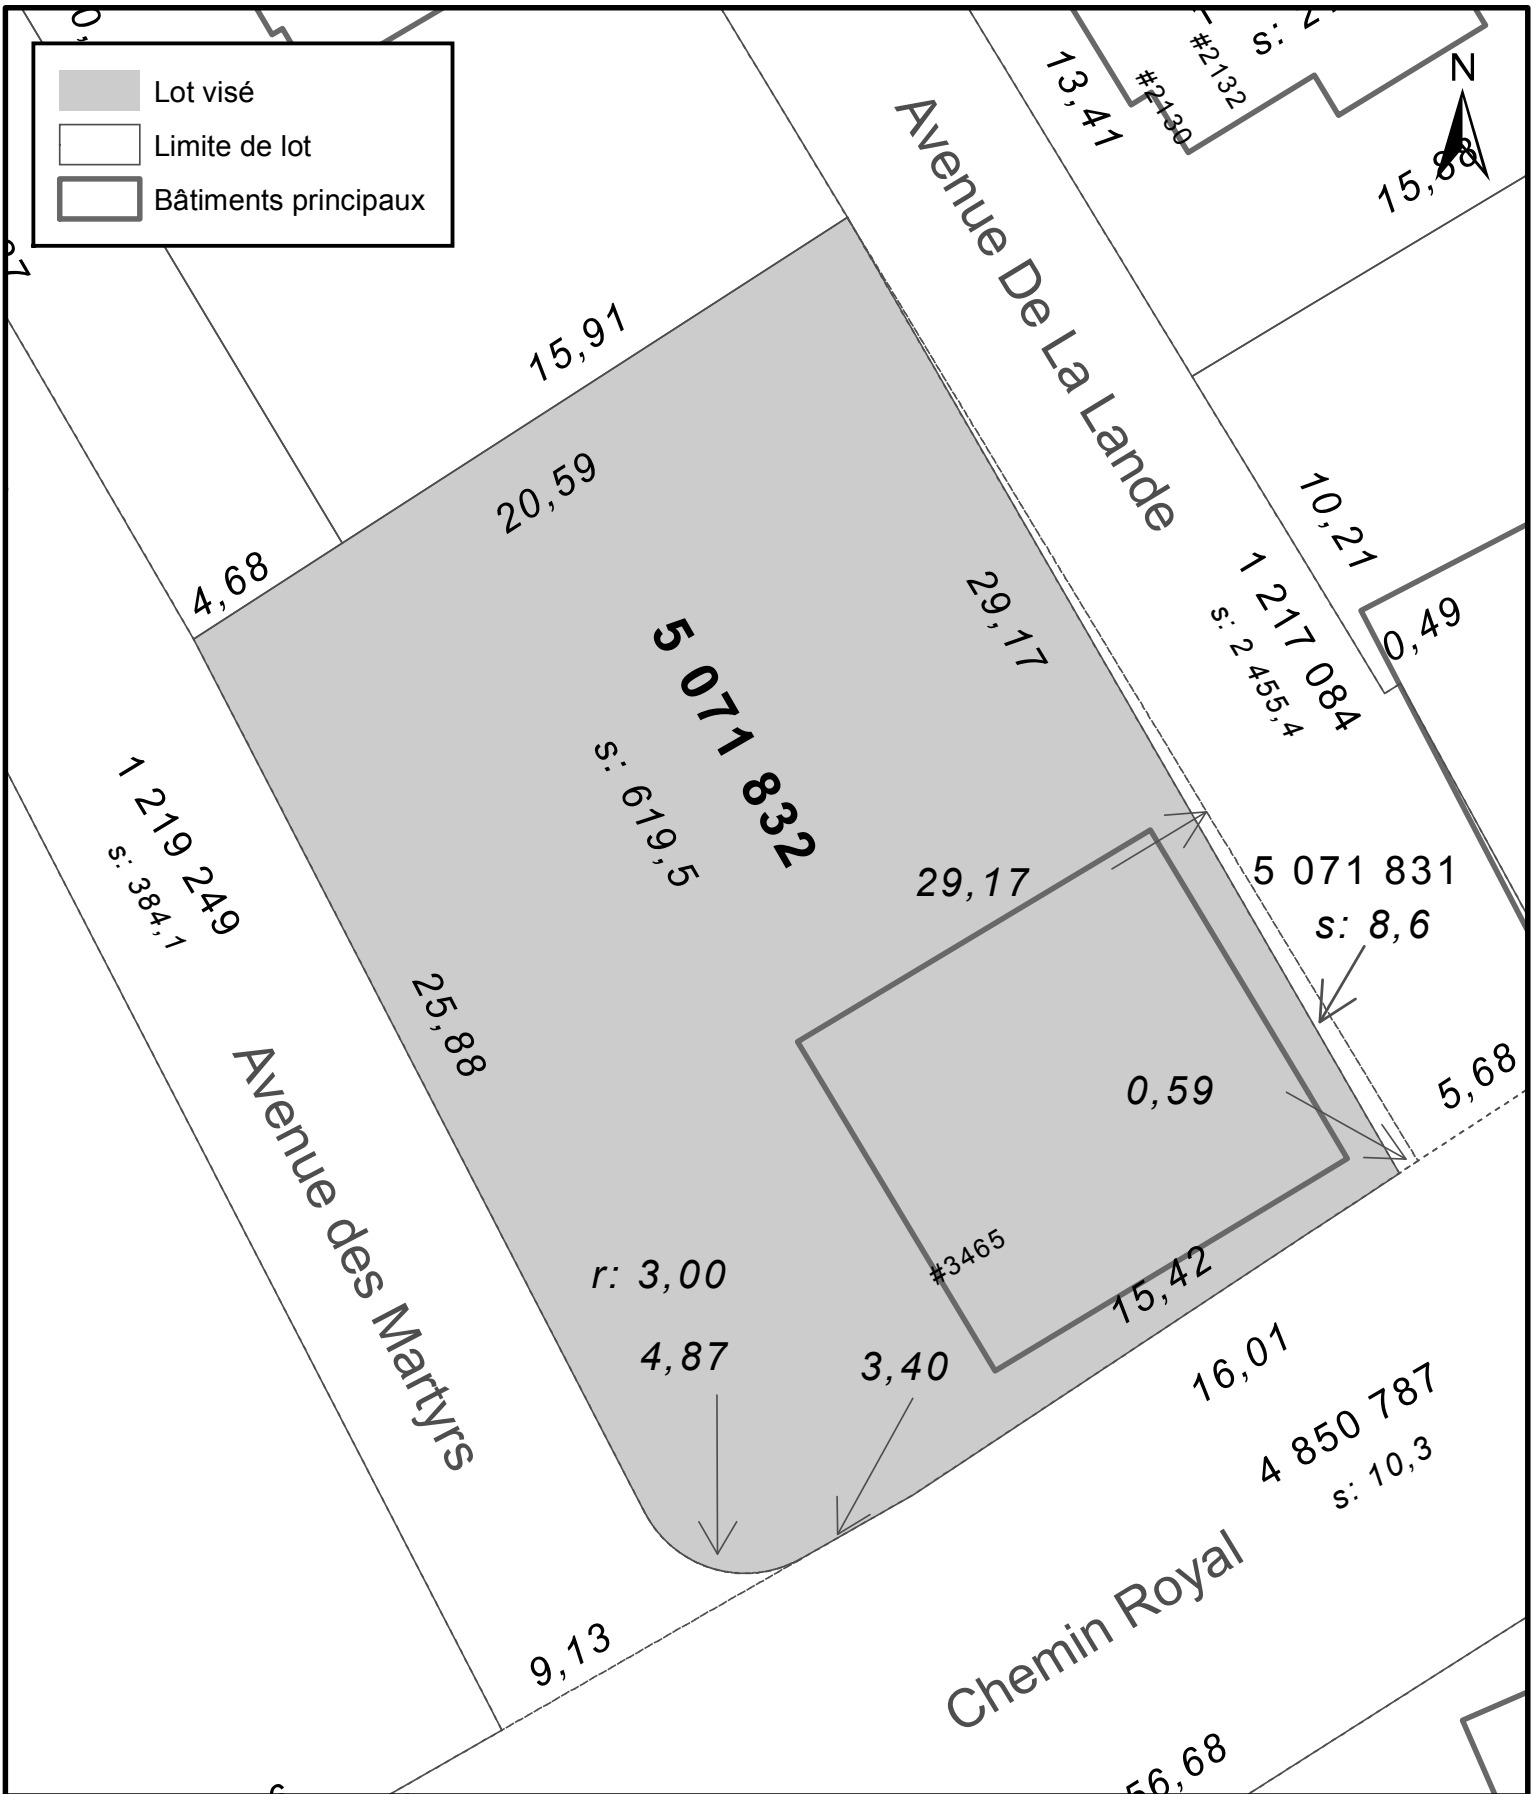 0,
Lot visé
Limite de lot
Bâtiments principaux
N
#2132
#2130
13,41
15,88
Avenue De La Lande
15,91
20,59
4,68
29,17
10,21
0,49
1 217 084
s: 2 455,4
5 071 832
s: 619,5
1 219 249
s: 384,1
29,17
5 071 831
s: 8,6
25,88
0,59
5,68
Avenue des Martyrs
#3465
r: 3,00
4,87
3,40
15,42
16,01
4 850 787
s: 10,3
9,13
Chemin Royal
56,68